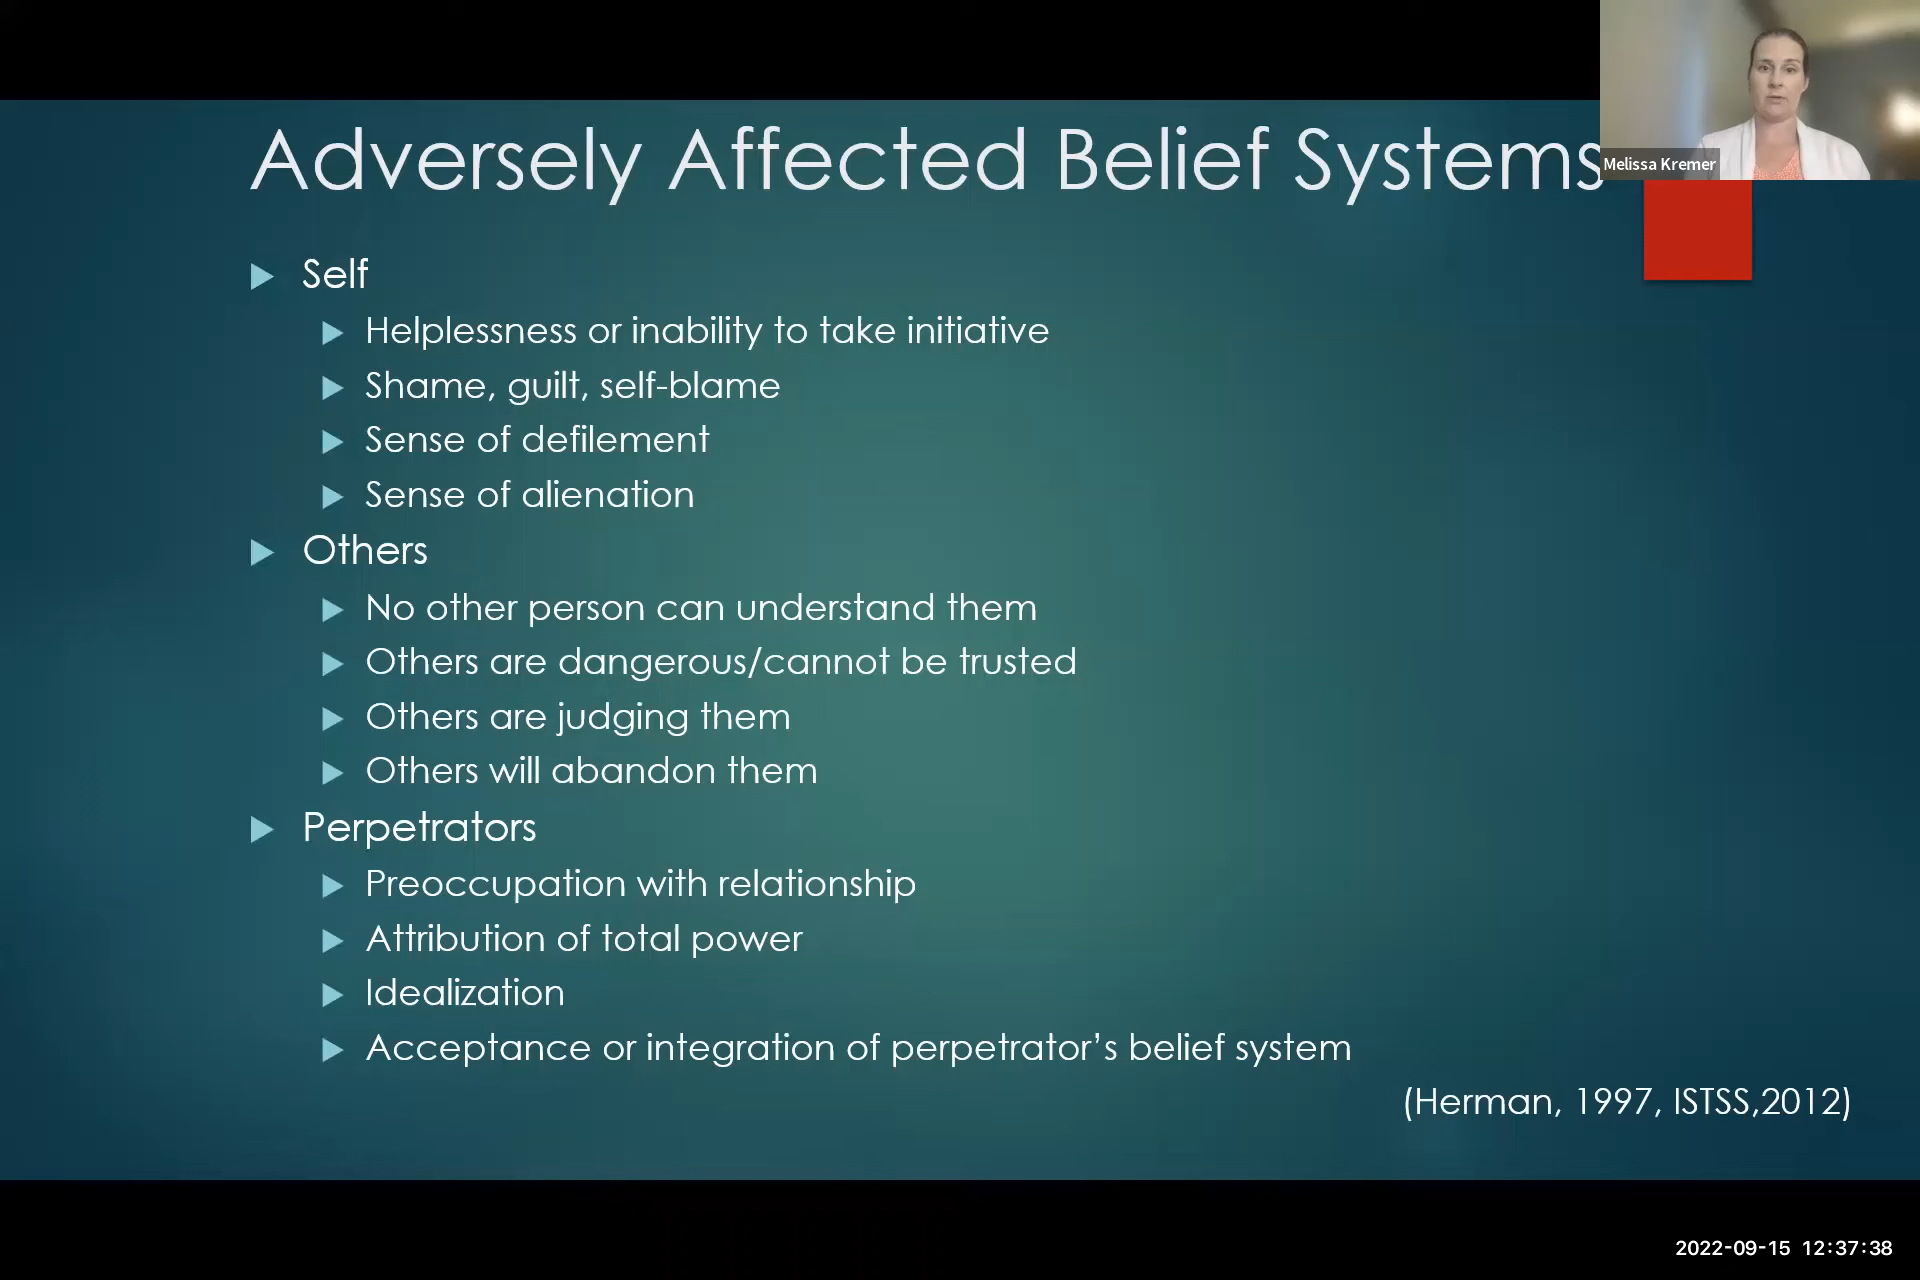 Adversely Affected Belief Systems
Melissa Kremer
Self
Helplessness or inability to take initiative
Shame, guilt, self-blame
Sense of defilement
Sense of alienation
Others
No other person can understand them
Others are dangerous/cannot be trusted
Others are judging them
Others will abandon them
Perpetrators
Preoccupation with relationship
Attribution of total power
Idealization
Acceptance or integration of perpetrator’s belief system
(Herman, 1997, ISTSS,2012)
2022-09-15 12:37:38